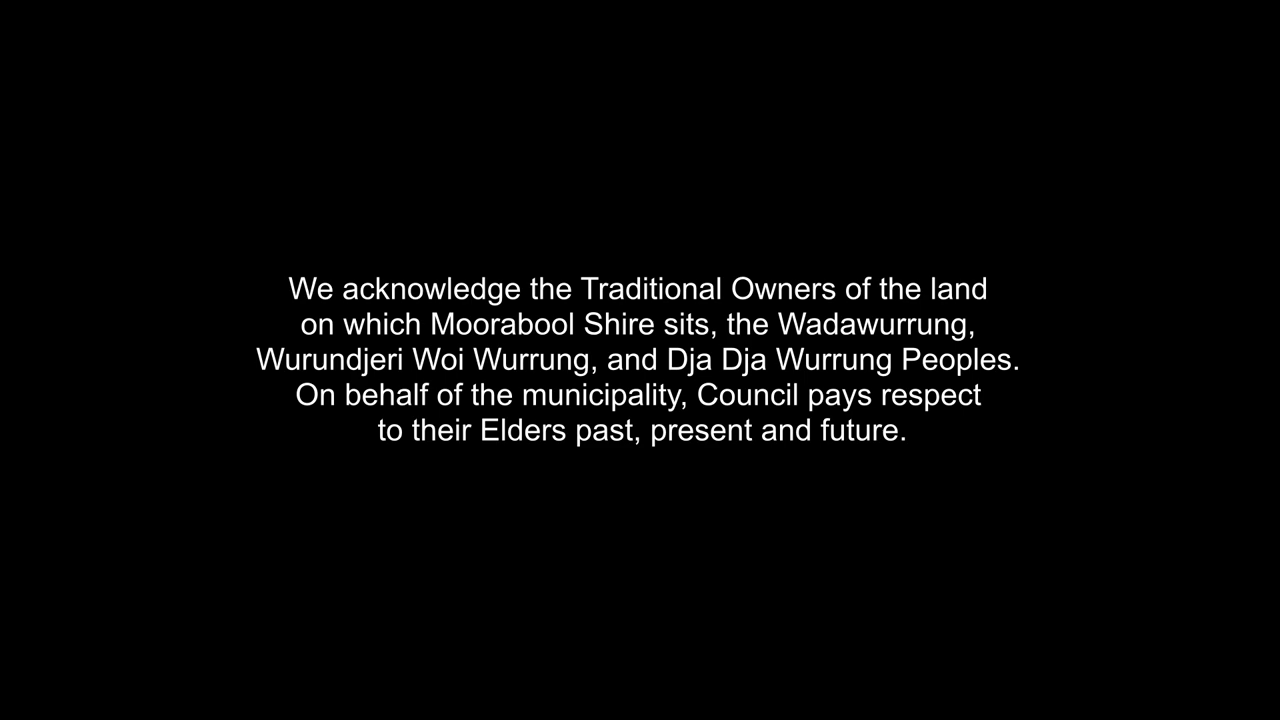 We acknowledge the Traditional Owners of the land
on which Moorabool Shire sits, the Wadawurrung,
Wurundjeri Woi Wurrung, and Dja Dja Wurrung Peoples.
On behalf of the municipality, Council pays respect
to their Elders past, present and future.